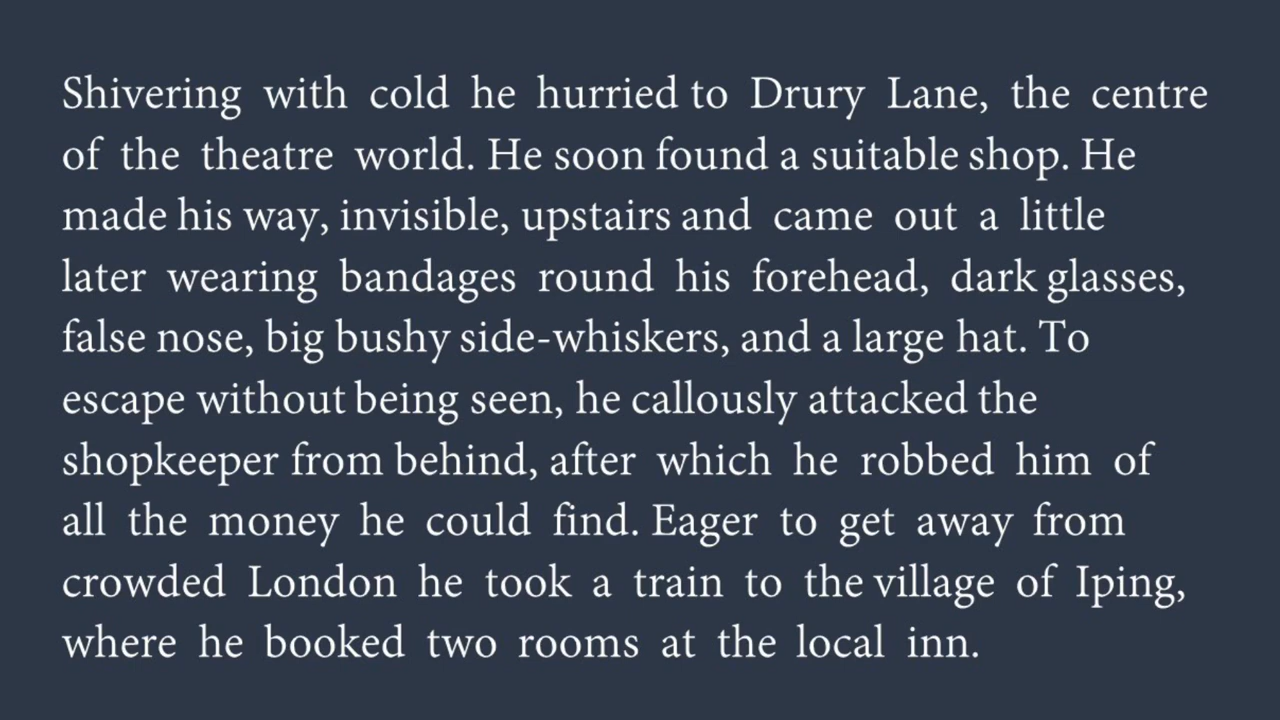 Shivering with cold he hurried to Drury Lane, the centre
of the theatre world. He soon found a suitable shop. He
made his way, invisible, upstairs and came out a little
later wearing bandages round his forehead, dark glasses,
false nose, big bushy side-whiskers, and a large hat. To
escape without being seen, he callously attacked the
shopkeeper from behind, after which he robbed him of
all the money he could find. Eager to get away from
crowded London he took a train to the village of Iping,
where he booked two rooms at the local inn.